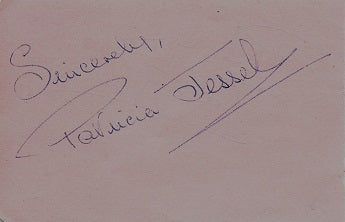 Sincerely,
Patricia Jessel